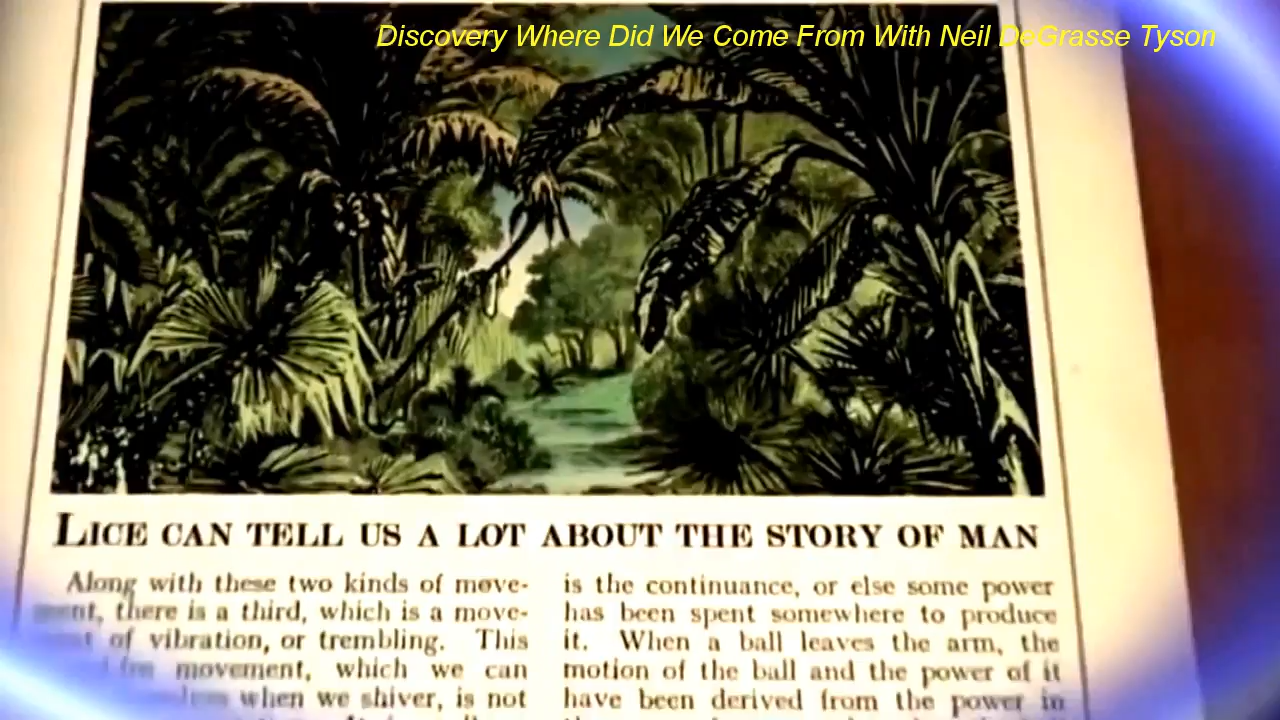 Discovery Where Did We Come From With Neil DeGrasse Tyson
LICE CAN TELL US A LOT ABOUT THE STORY OF MAN
Along with these two kinds of move-
there is a third, which is a move-
of vibration, or trembling. This
movement, which we can
when we shiver, is not
is the continuance, or else some power
has been spent somewhere to produce
it. When a ball leaves the arm, the
motion of the ball and the power of it
have been derived from the power in